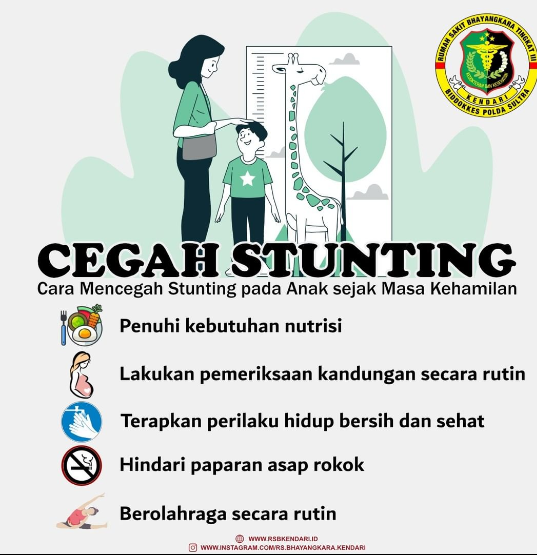 RUMAH SAKIT BHAYANGKARA TINGKAT III
KENDARI
BIDDOKKES POLDA SULTRA
CEGAH STUNTING
Cara Mencegah Stunting pada Anak sejak Masa Kehamilan
Penuhi kebutuhan nutrisi
Lakukan pemeriksaan kandungan secara rutin
Terapkan perilaku hidup bersih dan sehat
Hindari paparan asap rokok
Berolahraga secara rutin
WWW.RSBKENDARI.ID
WWW.INSTAGRAM.COM/RS.BHAYANGKARA.KENDARI